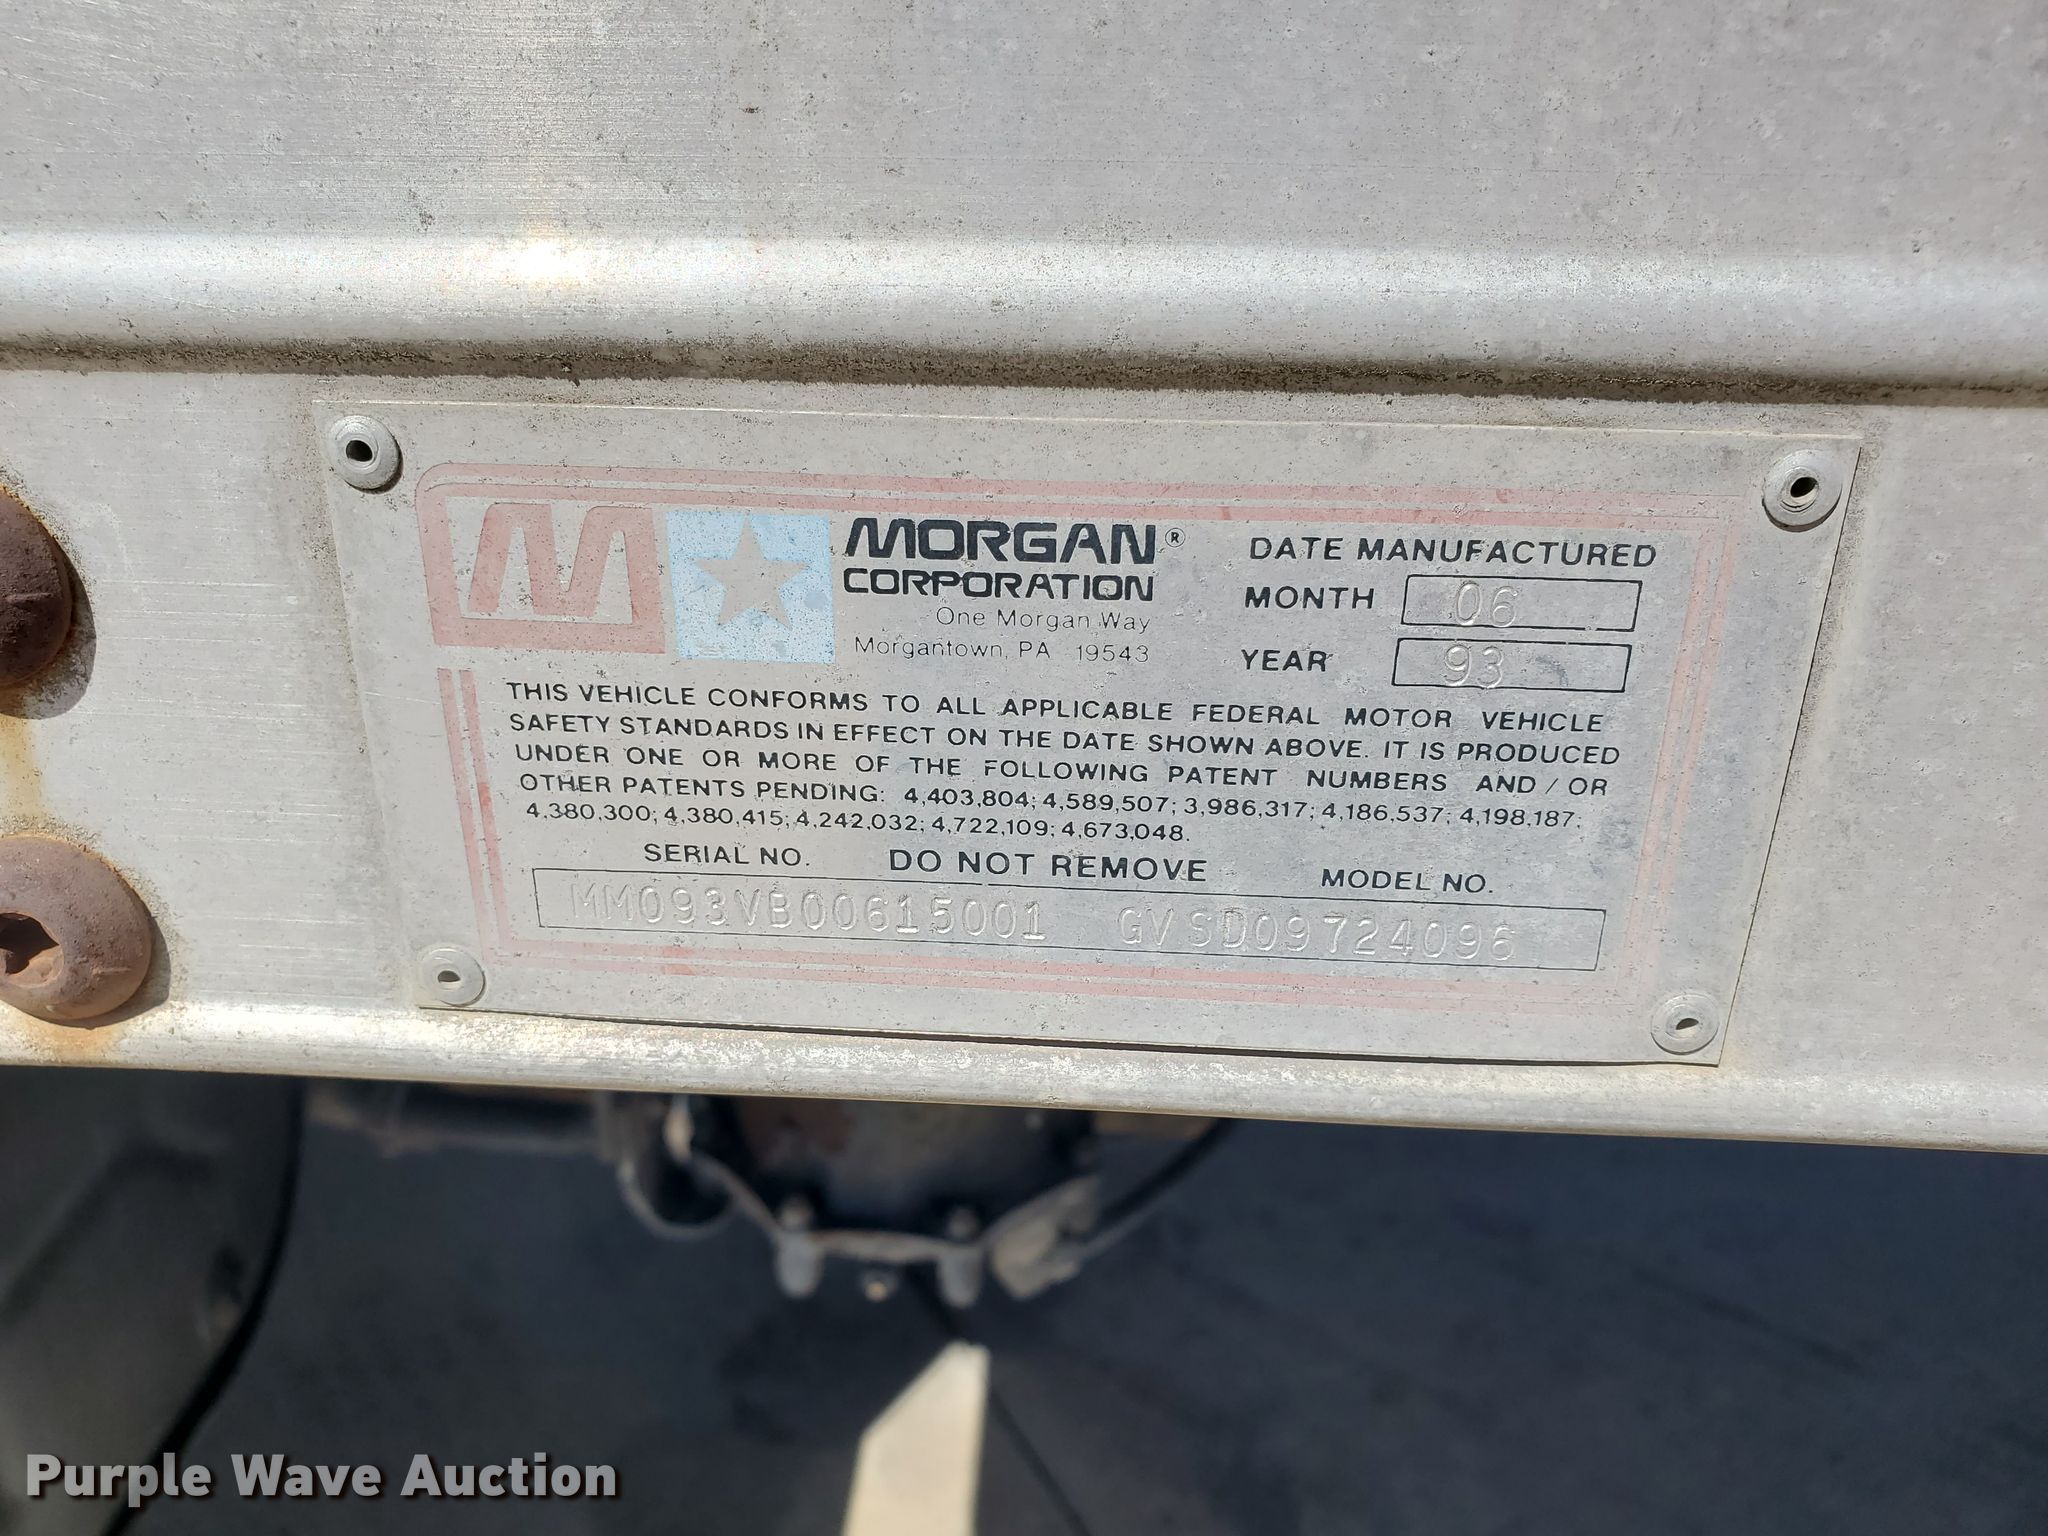 MORGAN®
CORPORATION
One Morgan Way
Morgantown, PA 19543
DATE MANUFACTURED
MONTH 06
YEAR 93
THIS VEHICLE CONFORMS TO ALL APPLICABLE FEDERAL MOTOR VEHICLE
SAFETY STANDARDS IN EFFECT ON THE DATE SHOWN ABOVE. IT IS PRODUCED
UNDER ONE OR MORE OF THE FOLLOWING PATENT NUMBERS AND/OR
OTHER PATENTS PENDING: 4,403,804; 4,589,507; 3,986,317; 4,186,537; 4,198,187;
4,380,300; 4,380,415; 4,242,032; 4,722,109; 4,673,048.
SERIAL NO. DO NOT REMOVE MODEL NO.
MM093VB00615001 GVSD09724096
Purple Wave Auction